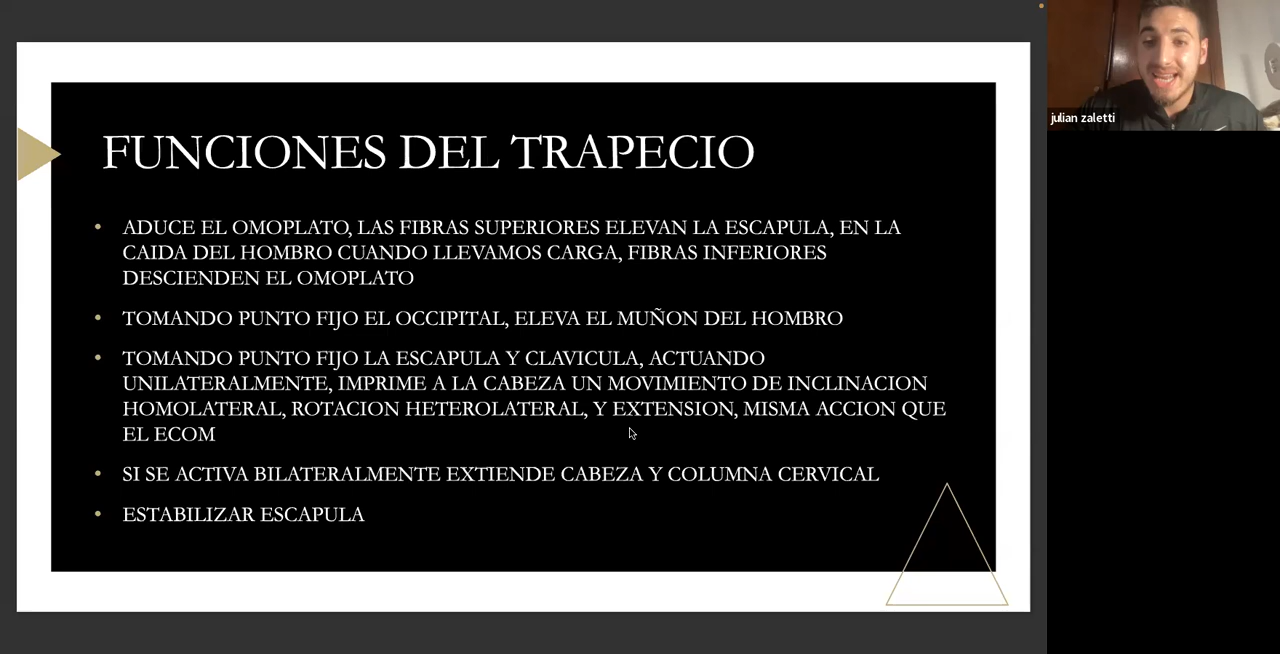 FUNCIONES DEL TRAPECIO
• ADUCE EL OMOPLATO, LAS FIBRAS SUPERIORES ELEVAN LA ESCAPULA, EN LA
CAIDA DEL HOMBRO CUANDO LLEVAMOS CARGA, FIBRAS INFERIORES
DESCIENDEN EL OMOPLATO
• TOMANDO PUNTO FIJO EL OCCIPITAL, ELEVA EL MUÑON DEL HOMBRO
• TOMANDO PUNTO FIJO LA ESCAPULA Y CLAVICULA, ACTUANDO
UNILATERALMENTE, IMPRIME A LA CABEZA UN MOVIMIENTO DE INCLINACION
HOMOLATERAL, ROTACION HETEROLATERAL, Y EXTENSION, MISMA ACCION QUE
EL ECOM
• SI SE ACTIVA BILATERALMENTE EXTIENDE CABEZA Y COLUMNA CERVICAL
• ESTABILIZAR ESCAPULA
julian zaletti